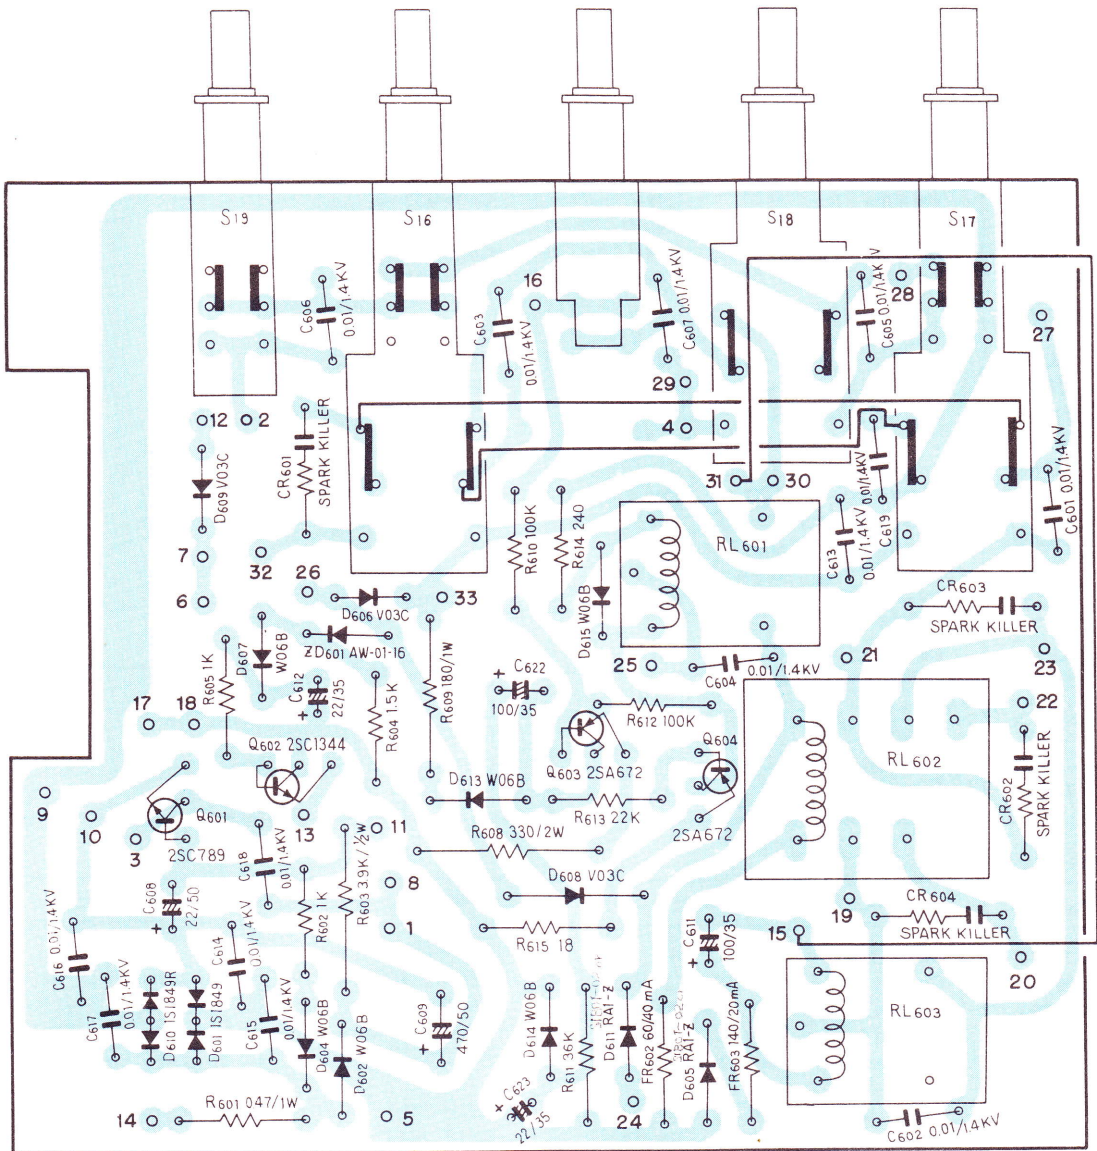 S19
S16
S18
S17
C606 0.01/1.4KV
C603 0.01/1.4KV
16
C607 0.01/1.4KV
C605 0.01/1.4KV
28
27
29
12
2
4
CR601
SPARK KILLER
D609 V03C
31
30
C619 0.01/1.4KV
C601 0.01/1.4KV
R610 100K
R614 240
RL601
C613 0.01/1.4KV
7
32
26
6
D606 V03C
33
D615 W06B
CR603
SPARK KILLER
ZD601 AW-01-16
D607 W06B
R605 1K
C612 22/35
+
R604 1.5K
R609 180/1W
C622
100/35
+
25
C604 0.01/1.4KV
21
23
17
18
R612 100K
22
Q602 2SC1344
Q603 2SA672
Q604
2SA672
RL602
CR602
SPARK KILLER
D613 W06B
R613 22K
9
10
3
Q601
2SC789
13
11
R608 330/2W
C618 0.01/1.4KV
R603 3.9K/½W
8
D608 V03C
C608 22/50
+
R602 1K
1
R615 18
C611 100/35
+
19
CR604
SPARK KILLER
15
20
C616 0.01/1.4KV
C617 0.01/1.4KV
D610 1S1849R
D601 1S1849
C614 0.01/1.4KV
C615 0.01/1.4KV
D604 W06B
D602 W06B
C609 470/50
+
D614 W06B
R611 36K
D611 RA1-Z
FR602 60/40mA
D605 RA1-Z
FR603 140/20mA
RL603
14
R601 0.47/1W
5
C623
22/35
+
24
C602 0.01/1.4KV